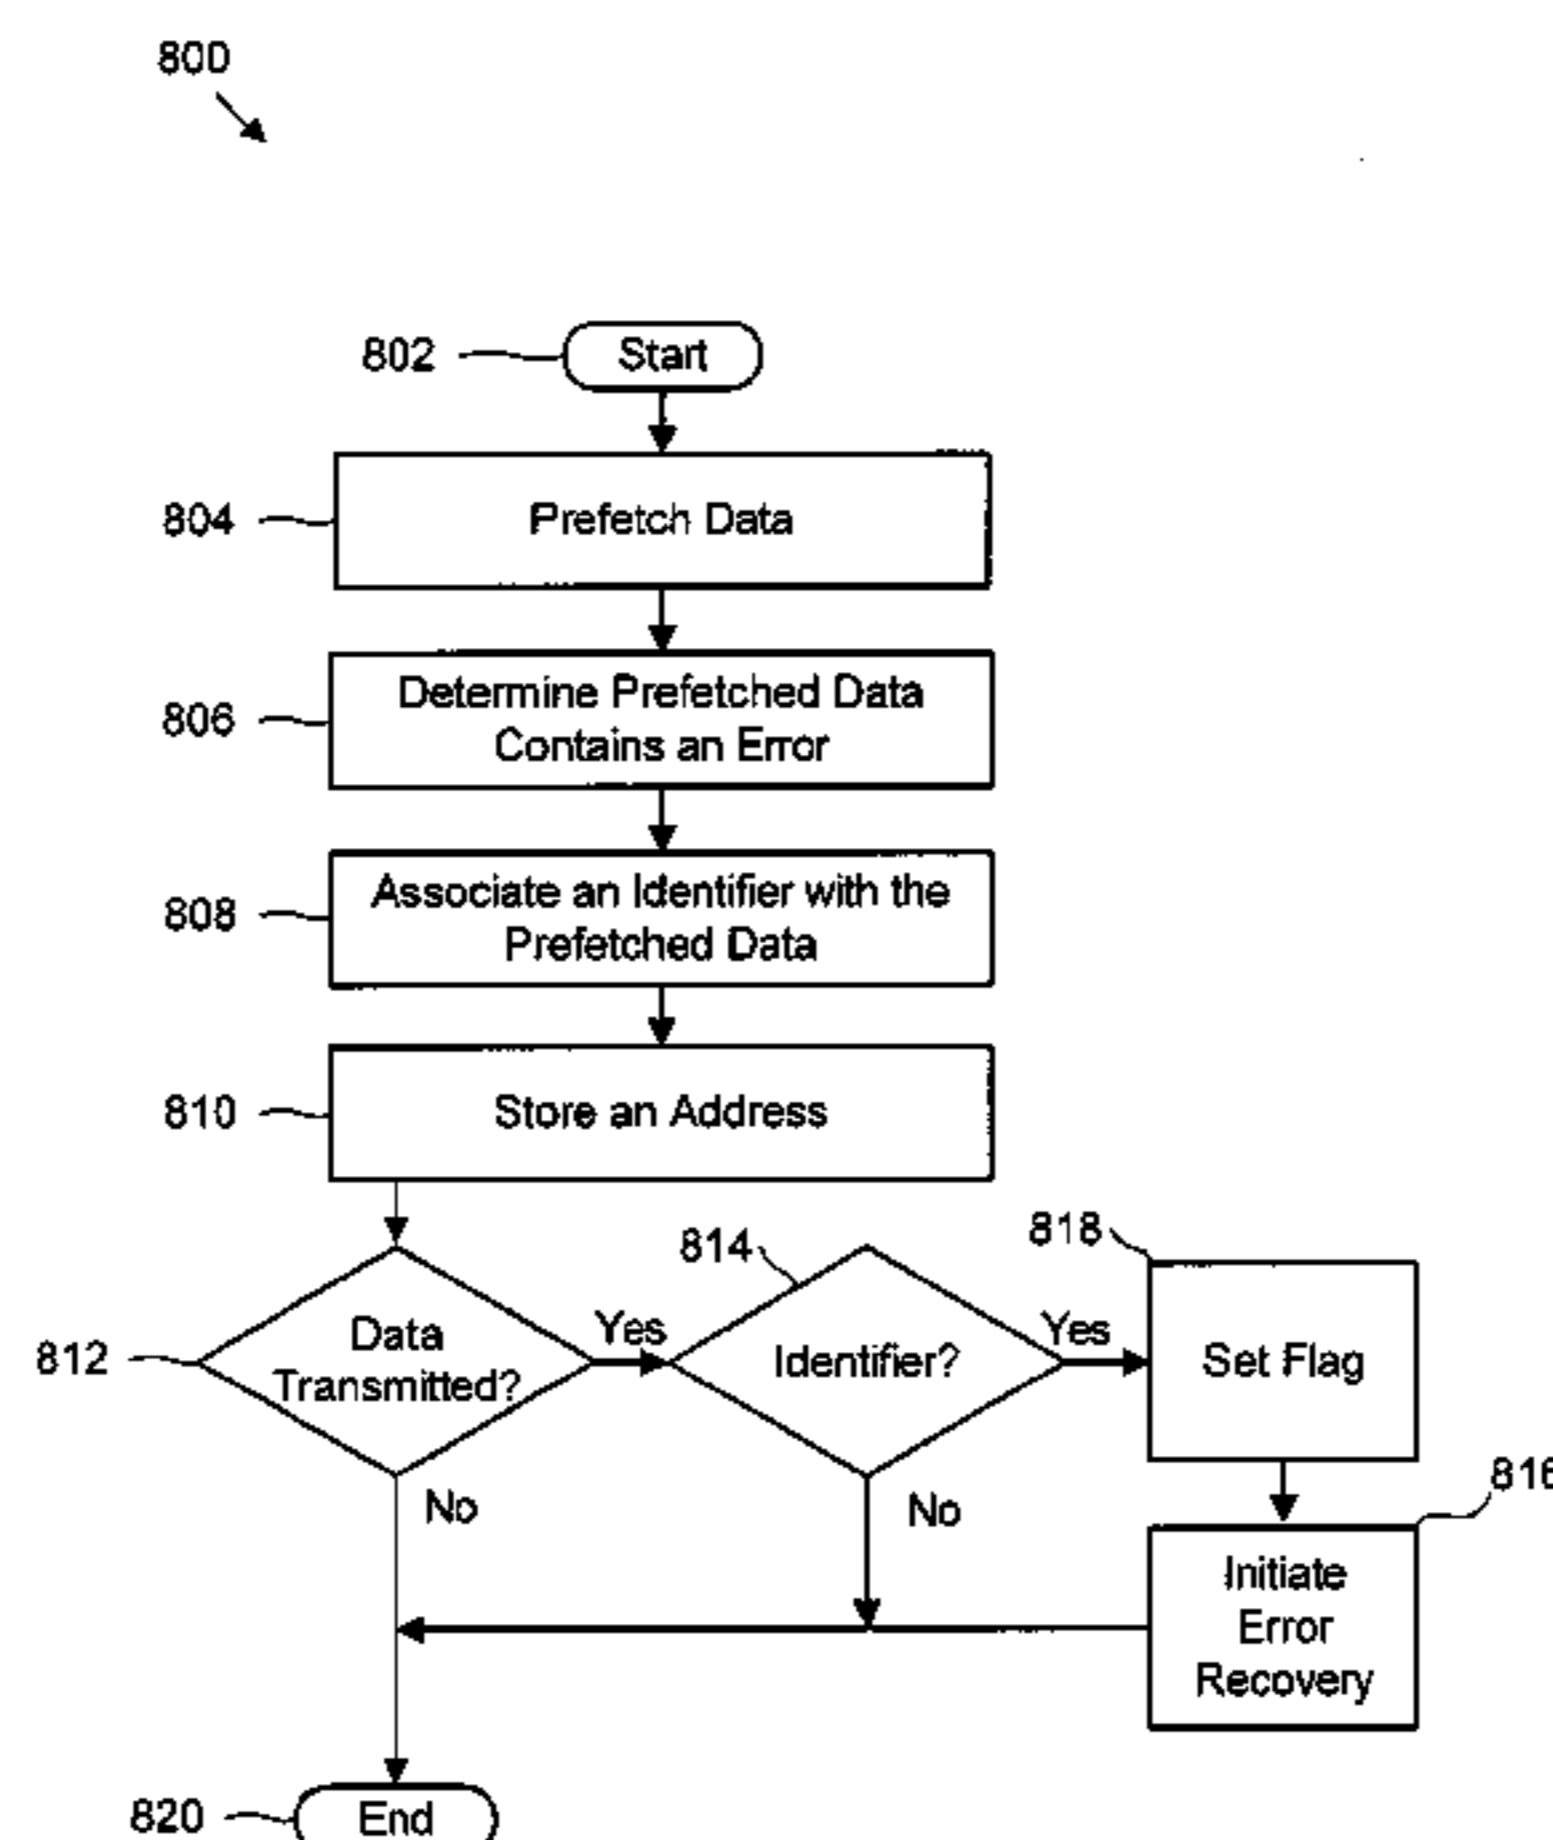 800
802
Start
804
Prefetch Data
806
Determine Prefetched Data
Contains an Error
808
Associate an Identifier with the
Prefetched Data
810
Store an Address
812
Data
Transmitted?
Yes
No
814
Identifier?
Yes
No
818
Set Flag
816
Initiate
Error
Recovery
820
End